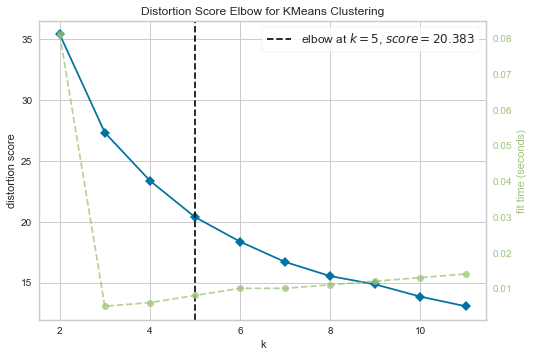 Distortion Score Elbow for KMeans Clustering
elbow at k = 5, score = 20.383
35
30
25
20
15
distortion score
0.08
0.07
0.06
0.05
0.04
0.03
0.02
0.01
fit time (seconds)
2 4 6 8 10
k